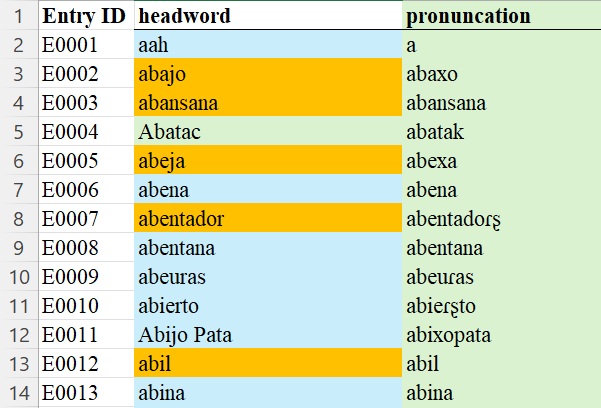 1 Entry ID headword pronuncation
2 E0001 aah a
3 E0002 abajo abaxo
4 E0003 abansana abansana
5 E0004 Abatac abatak
6 E0005 abeja abexa
7 E0006 abena abena
8 E0007 abentador abentadoɾʂ
9 E0008 abentana abentana
10 E0009 abeuras abeuɾas
11 E0010 abierto abieɾʂto
12 E0011 Abijo Pata abixopata
13 E0012 abil abil
14 E0013 abina abina